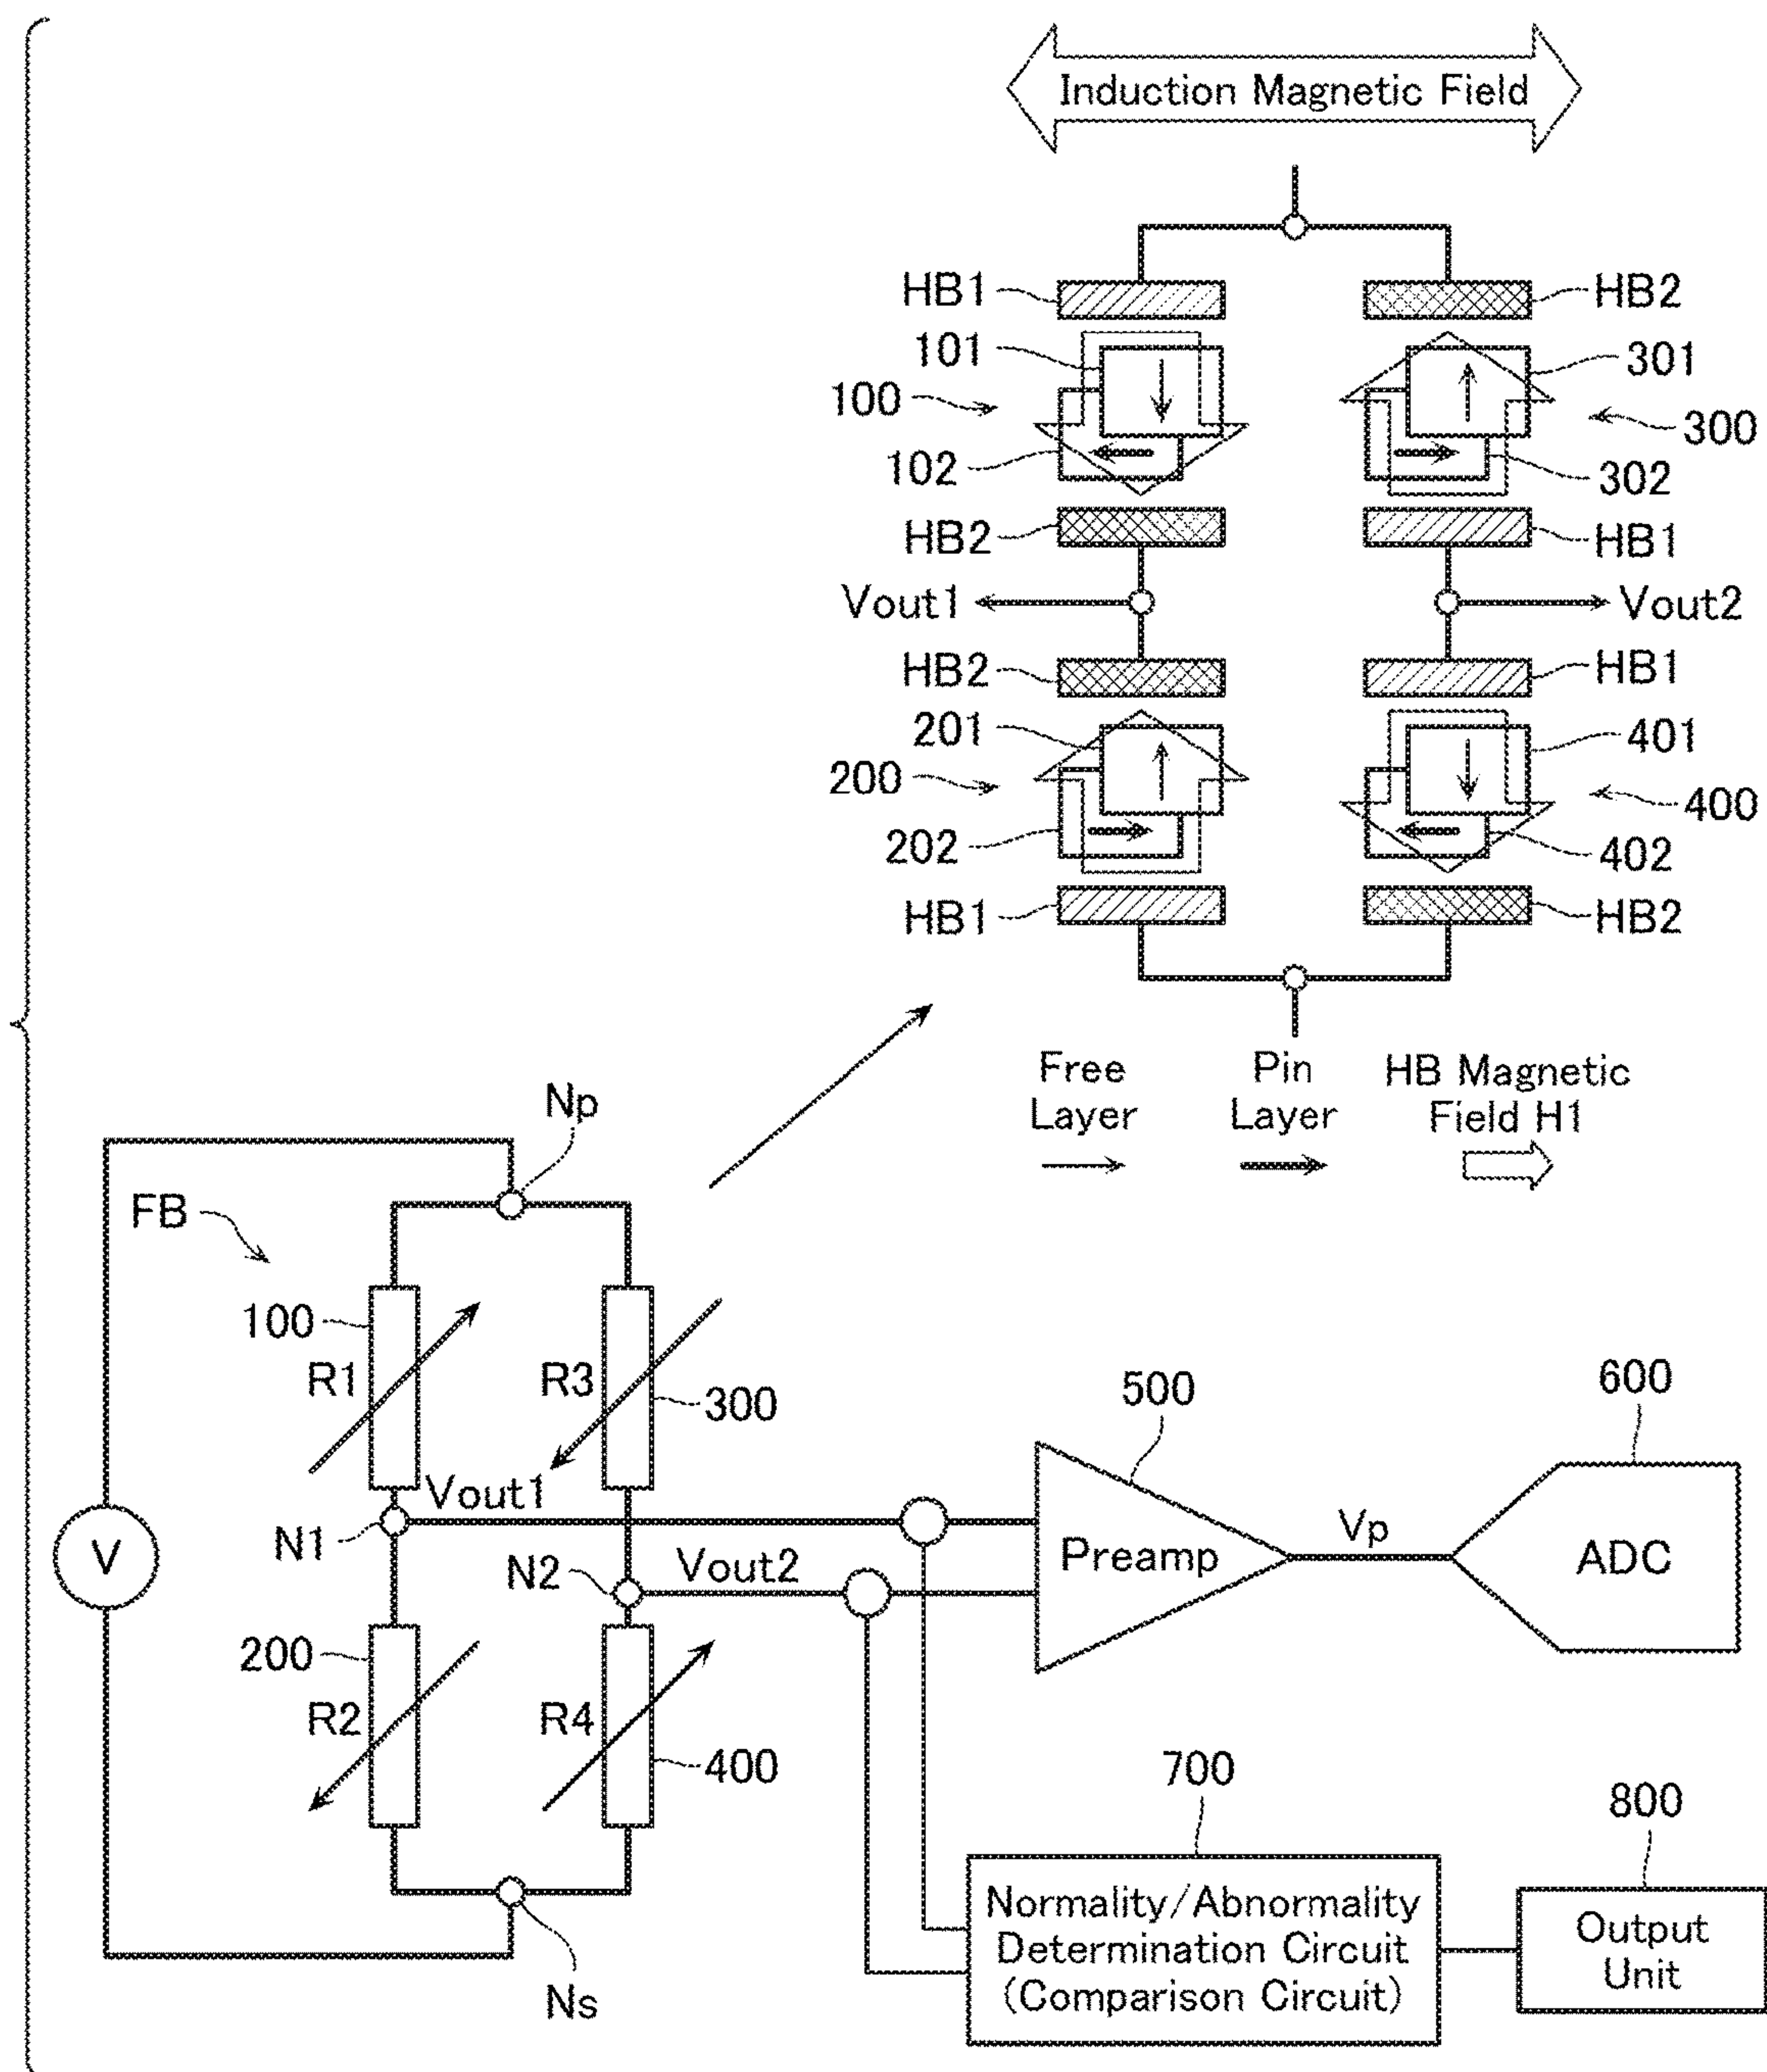 Induction Magnetic Field
HB1
HB2
101
301
100
300
102
302
HB2
HB1
Vout1
Vout2
HB2
HB1
201
401
200
400
202
402
HB1
HB2
Free
Layer
Pin
Layer
HB Magnetic
Field H1
Np
FB
100
R1
R3
300
500
600
Vout1
N1
V
Preamp
Vp
ADC
N2
Vout2
200
R2
R4
400
700
800
Normality/Abnormality
Determination Circuit
(Comparison Circuit)
Output
Unit
Ns